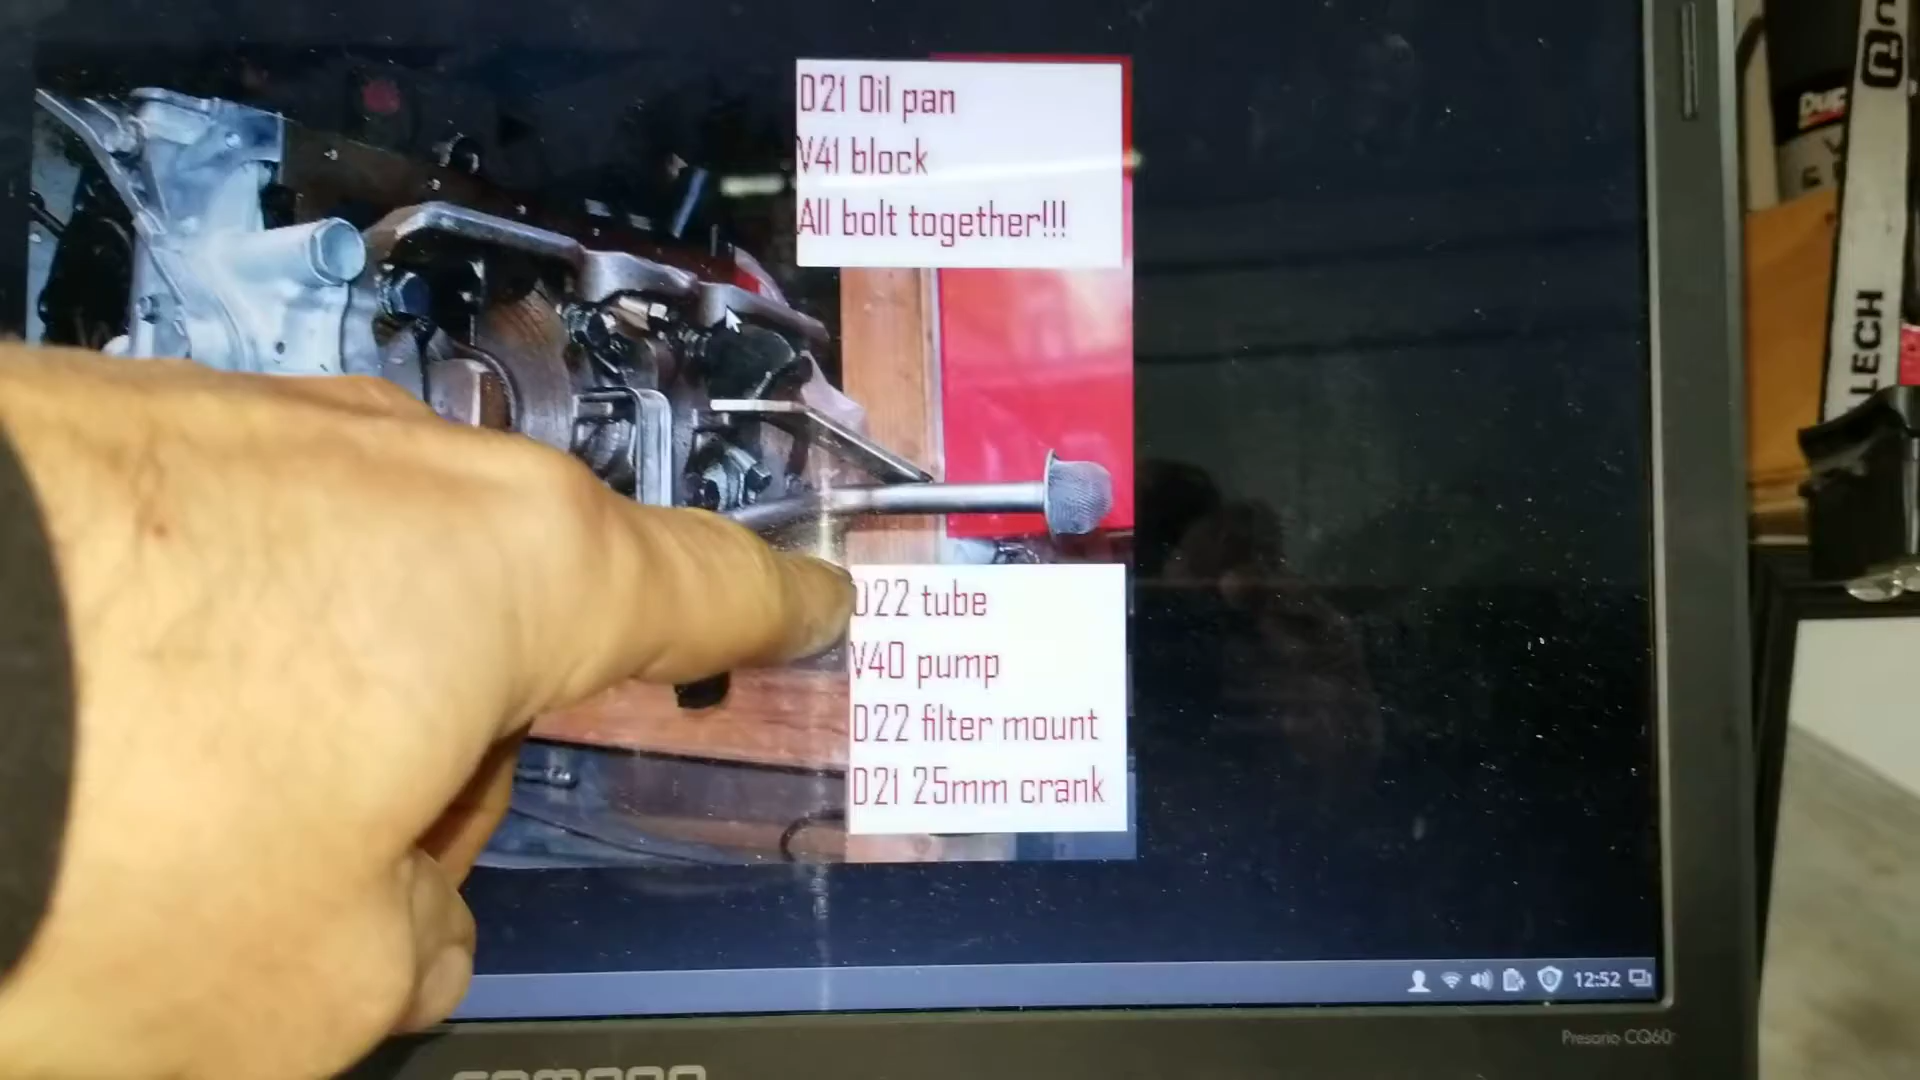 D21 Oil pan
V41 block
All bolt together!!!
D22 tube
V40 pump
D22 filter mount
D21 25mm crank
12:52
Presario CQ60
LECH